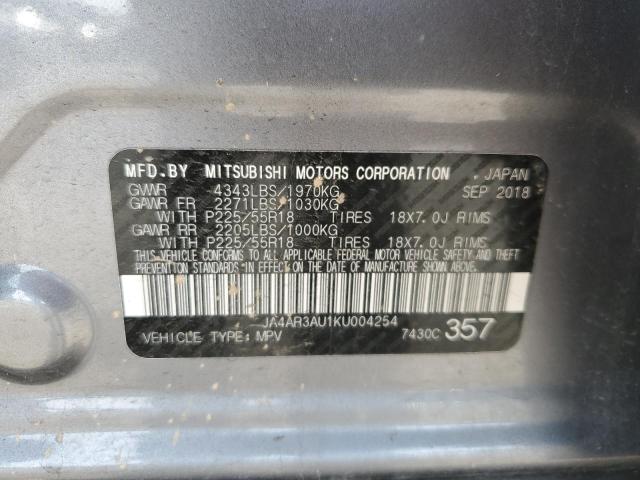 MFD.BY MITSUBISHI MOTORS CORPORATION . JAPAN
GVWR 4343LBS/1970KG SEP 2018
GAWR FR 2271LBS/1030KG
WITH P225/55R18 TIRES 18X7.0J RIMS
GAWR RR 2205LBS/1000KG
WITH P225/55R18 TIRES 18X7.0J RIMS
THIS VEHICLE CONFORMS TO ALL APPLICABLE FEDERAL MOTOR VEHICLE SAFETY AND THEFT
PREVENTION STANDARDS IN EFFECT ON THE DATE OF MANUFACTURE SHOWN ABOVE.
JA4AR3AU1KU004254
VEHICLE TYPE: MPV 7430C 357